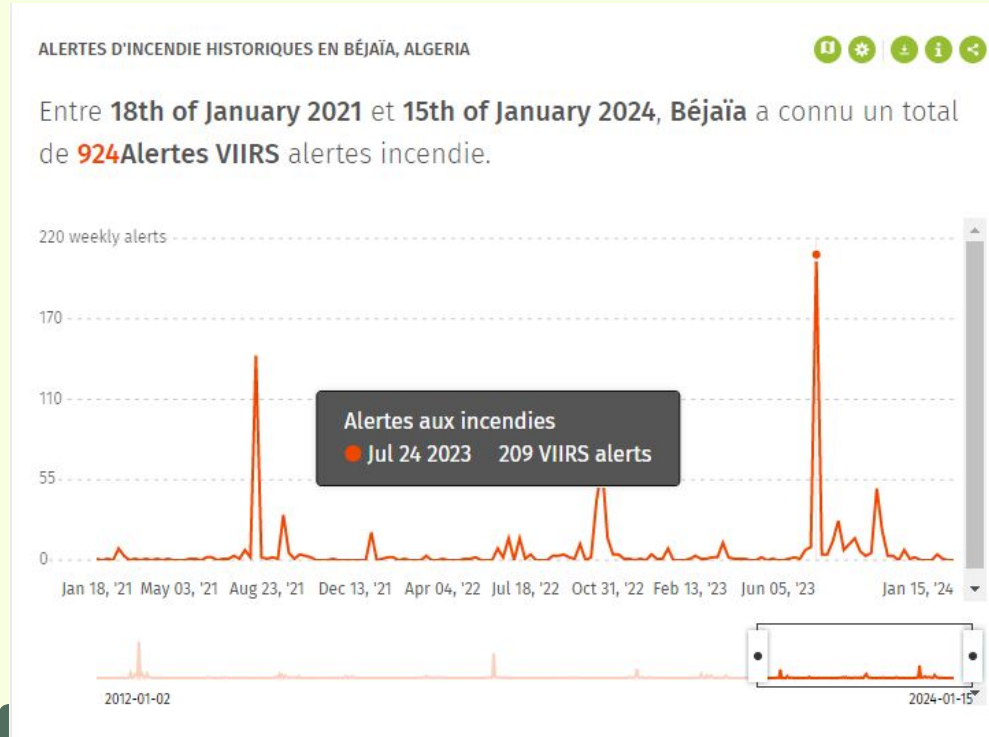 ALERTES D'INCENDIE HISTORIQUES EN BÉJAÏA, ALGERIA
Entre 18th of January 2021 et 15th of January 2024, Béjaïa a connu un total
de 924Alertes VIIRS alertes incendie.
220 weekly alerts
170
110
Alertes aux incendies
Jul 24 2023 209 VIIRS alerts
55
0
Jan 18, '21 May 03, '21 Aug 23, '21 Dec 13, '21 Apr 04, '22 Jul 18, '22 Oct 31, '22 Feb 13, '23 Jun 05, '23 Jan 15, '24
2012-01-02 2024-01-15